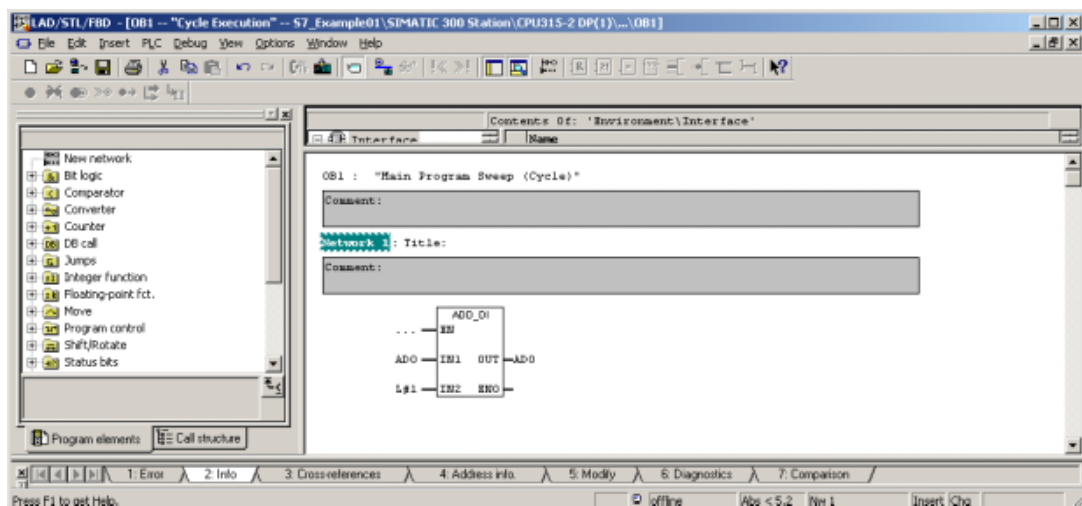 LAD/STL/FBD - [OB1 -- "Cycle Execution" -- S7_Example01\SIMATIC 300 Station\CPU315-2 DP(1)\...\OB1]
File Edit Insert PLC Debug View Options Window Help
Contents Of: 'Environment\Interface'
Interface Name
New network
Bit logic
Comparator
Converter
Counter
DB call
Jumps
Integer function
Floating-point fct.
Move
Program control
Shift/Rotate
Status bits
Program elements Call structure
OB1 : "Main Program Sweep (Cycle)"
Comment:
Network 1: Title:
Comment:
ADD_DI
... EN
AD0 IN1 OUT AD0
L#1 IN2 ENO
1: Error 2: Info 3: Cross-references 4: Address info. 5: Modify 6: Diagnostics 7: Comparison
Press F1 to get Help. offline Abs < 5.2 Nw 1 Insert Chg